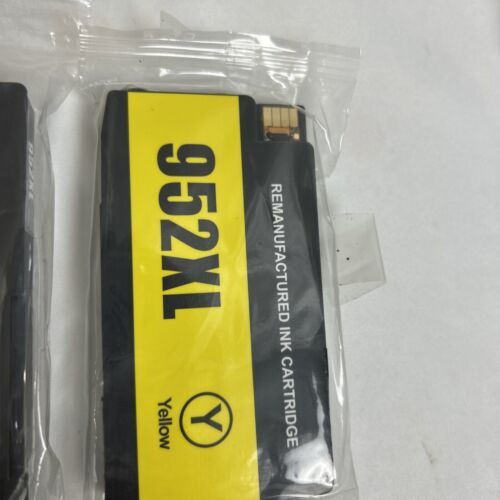 952XL
Y
Yellow
REMANUFACTURED INK CARTRIDGE